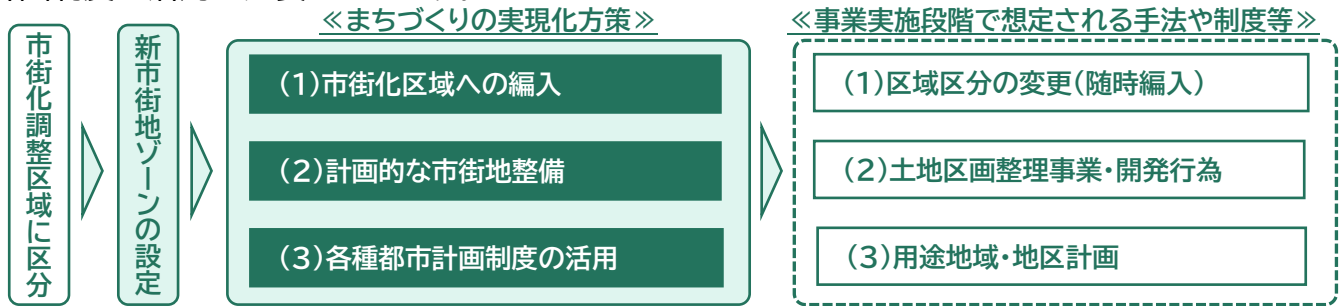 市街化調整区域に区分
新市街地ゾーンの設定
≪まちづくりの実現化方策≫
(1)市街化区域への編入
(2)計画的な市街地整備
(3)各種都市計画制度の活用
≪事業実施段階で想定される手法や制度等≫
(1)区域区分の変更(随時編入)
(2)土地区画整理事業・開発行為
(3)用途地域・地区計画